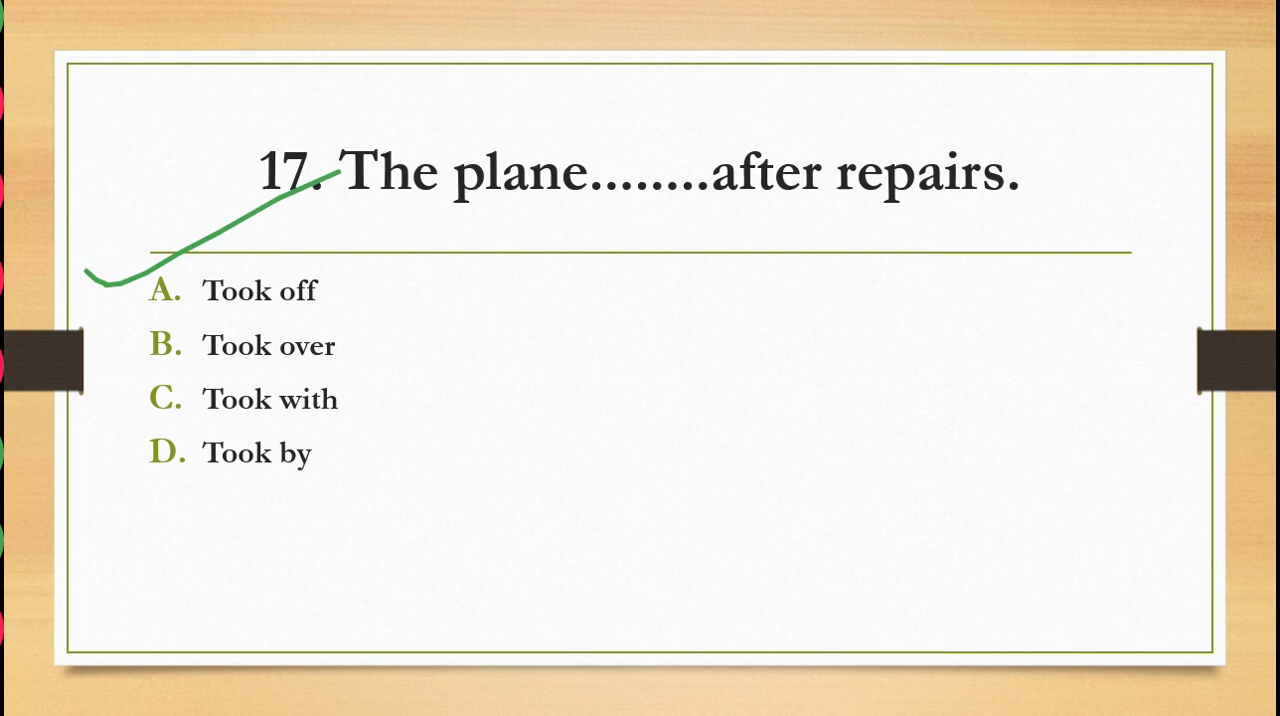 17. The plane........after repairs.
A. Took off
B. Took over
C. Took with
D. Took by